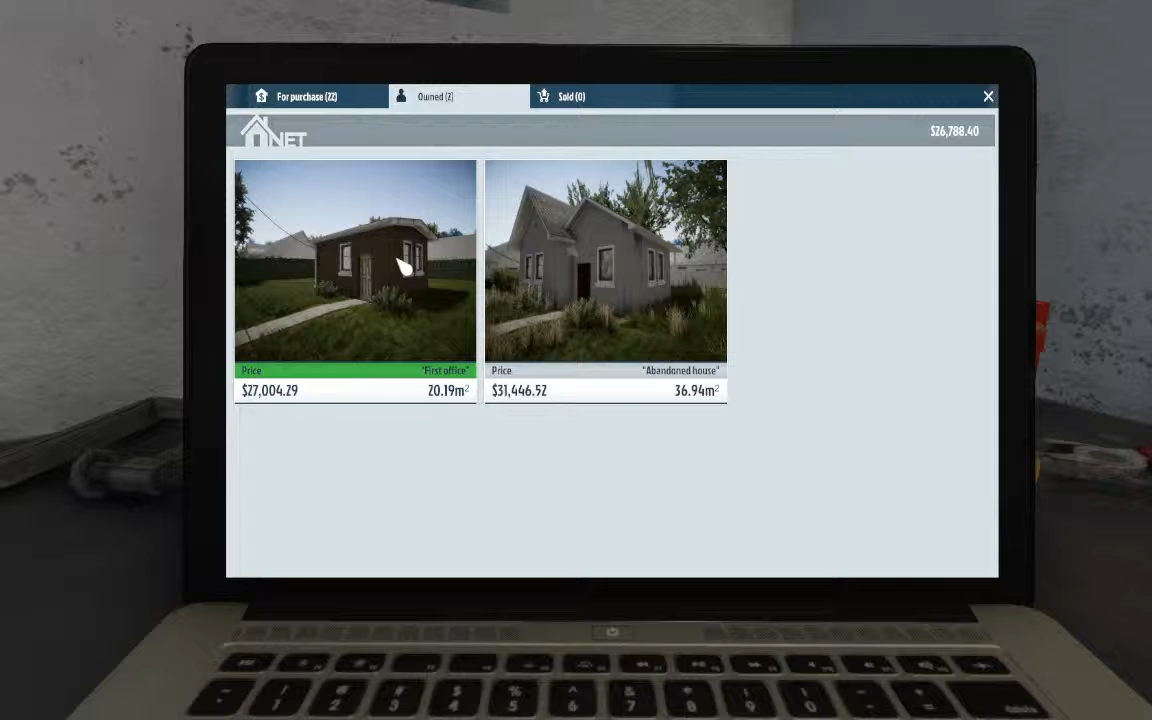 For purchase (22)
Owned (2)
Sold (0)
NET
$26,788.40
Price "First office"
$27,004.29 20.19m²
Price "Abandoned house"
$31,446.52 36.94m²